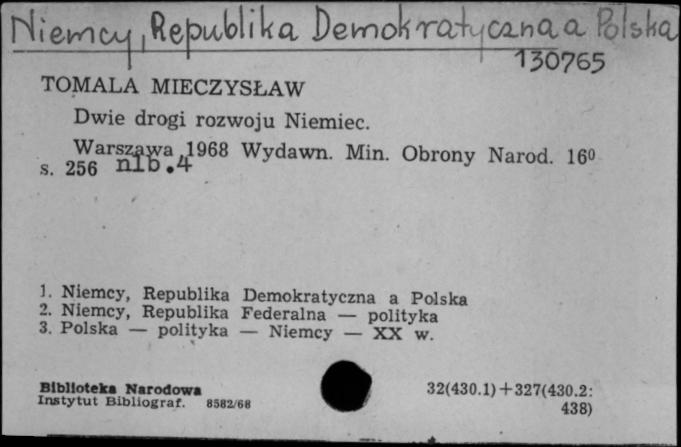 Niemcy, Republika Demokratyczna a Polska
130765
TOMALA MIECZYSŁAW
Dwie drogi rozwoju Niemiec.
Warszawa 1968 Wydawn. Min. Obrony Narod. 16⁰
s. 256 nlb.4
1. Niemcy, Republika Demokratyczna a Polska
2. Niemcy, Republika Federalna — polityka
3. Polska — polityka — Niemcy — XX w.
Biblioteka Narodowa
Instytut Bibliograf. 8582/68
32(430.1)+327(430.2:
438)